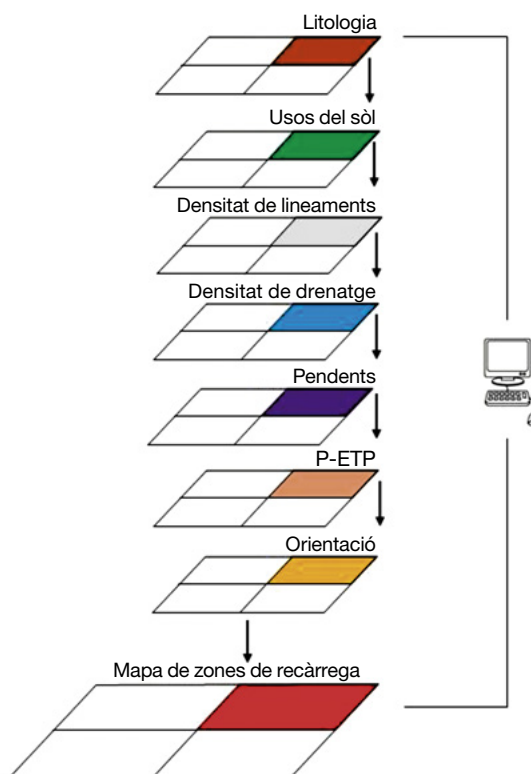 Litologia
Usos del sòl
Densitat de lineaments
Densitat de drenatge
Pendents
P-ETP
Orientació
Mapa de zones de recàrrega